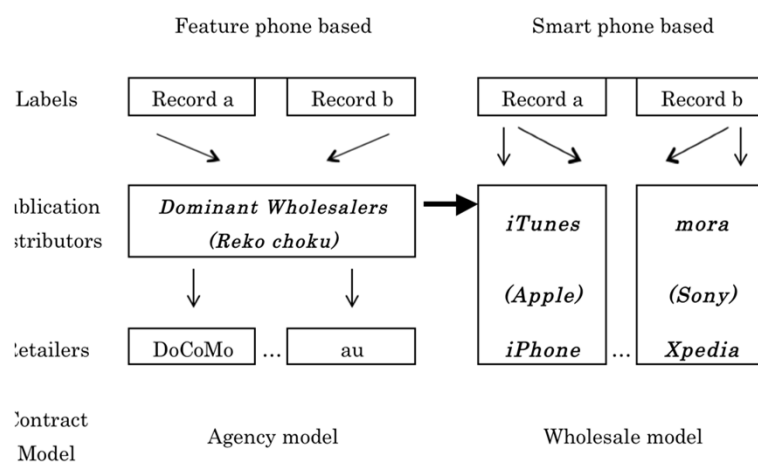 Feature phone based Smart phone based
Labels Record a Record b Record a Record b
ublication Dominant Wholesalers iTunes mora
stributors (Reko choku)
(Apple) (Sony)
etailers DoCoMo ... au iPhone ... Xpedia
ontract
Model Agency model Wholesale model